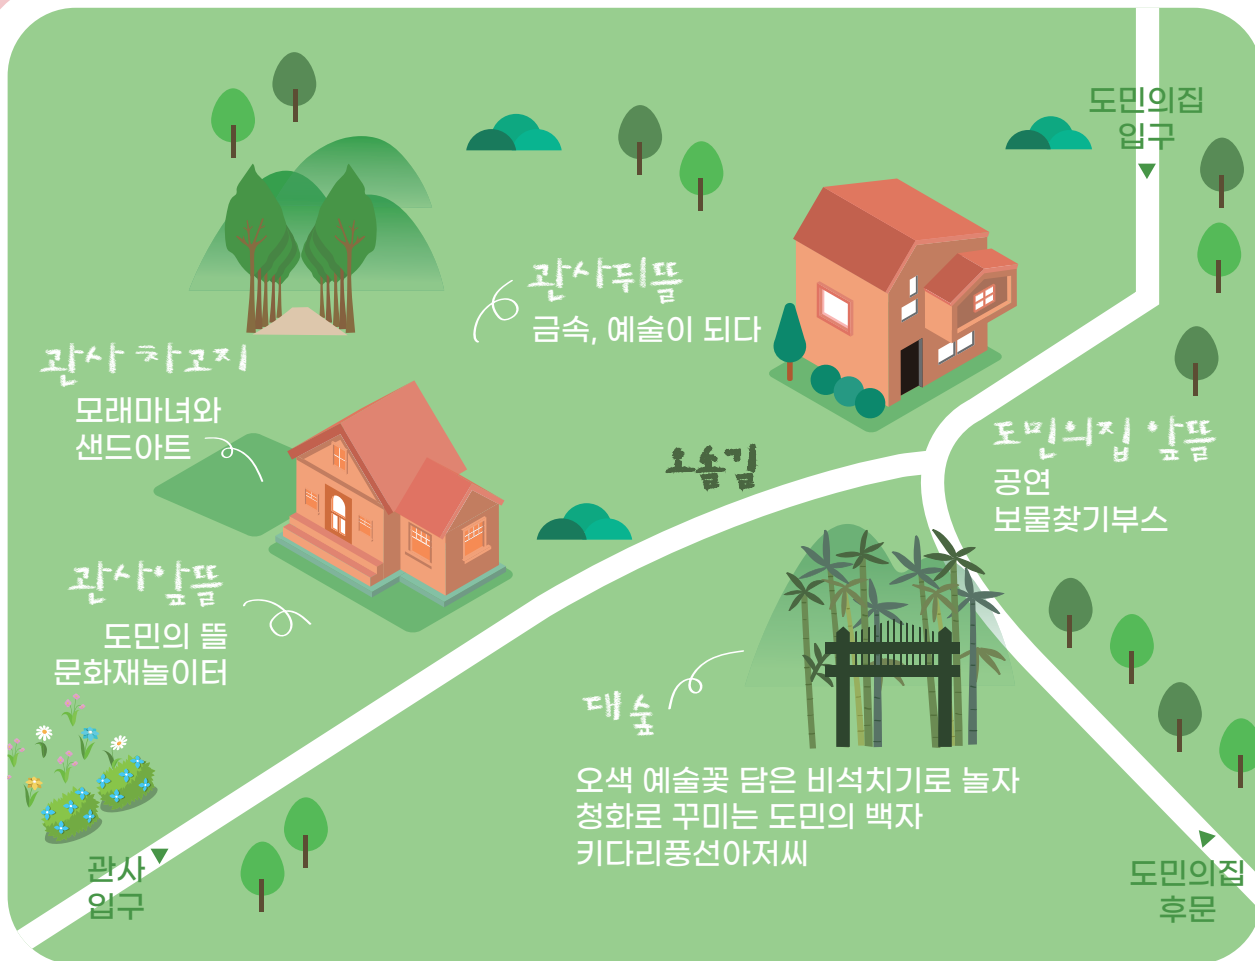 도민의집
입구
관사뒤뜰
금속, 예술이 되다
관사 차고지
모래마녀와
샌드아트
도민의집 앞뜰
공연
보물찾기부스
오솔길
관사앞뜰
도민의 뜰
문화재놀이터
대숲
오색 예술꽃 담은 비석치기로 놀자
청화로 꾸미는 도민의 백자
키다리풍선아저씨
관사
입구
도민의집
후문